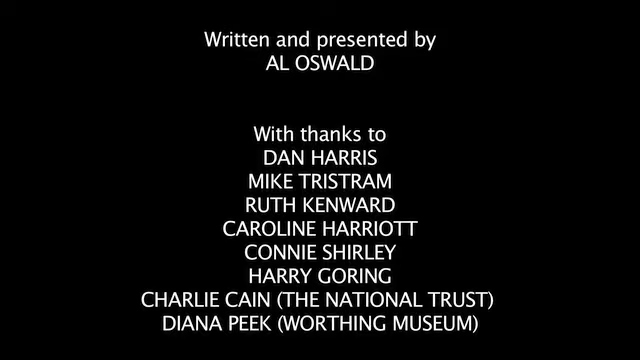 Written and presented by
AL OSWALD
With thanks to
DAN HARRIS
MIKE TRISTRAM
RUTH KENWARD
CAROLINE HARRIOTT
CONNIE SHIRLEY
HARRY GORING
CHARLIE CAIN (THE NATIONAL TRUST)
DIANA PEEK (WORTHING MUSEUM)